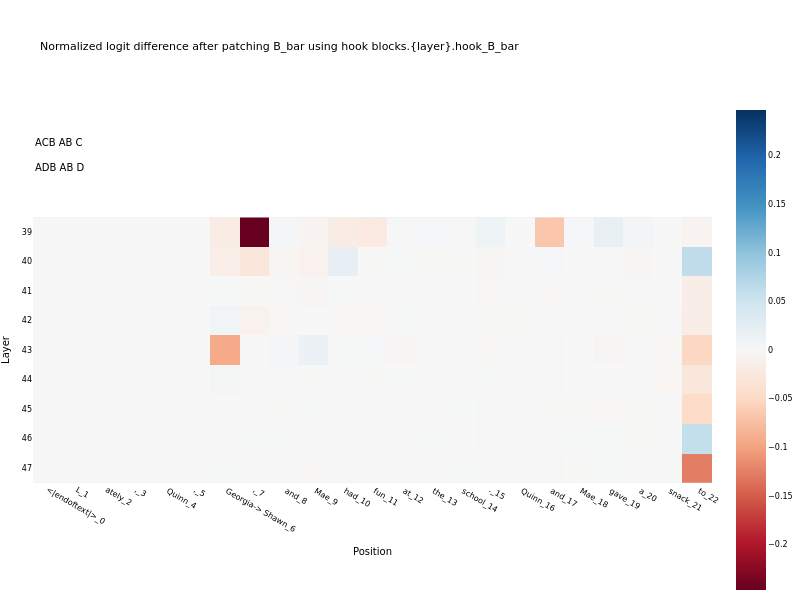 Normalized logit difference after patching B_bar using hook blocks.{layer}.hook_B_bar
ACB AB C
ADB AB D
39
40
41
42
43
44
45
46
47
Layer
<|endoftext|>_0
L_1
ately_2
,_3
Quinn_4
,_5
Georgia-> Shawn_6
,_7
and_8
Mae_9
had_10
fun_11
at_12
the_13
school_14
._15
Quinn_16
and_17
Mae_18
gave_19
a_20
snack_21
to_22
Position
0.2
0.15
0.1
0.05
0
−0.05
−0.1
−0.15
−0.2